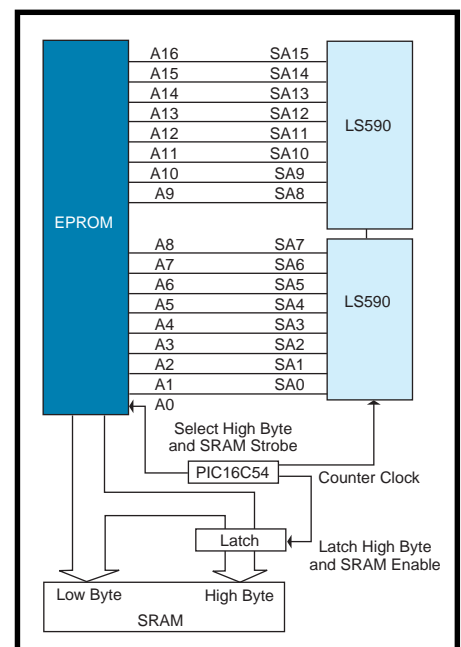 A16 SA15
A15 SA14
A14 SA13
A13 SA12
A12 SA11
A11 SA10
A10 SA9
A9 SA8
LS590
EPROM
A8 SA7
A7 SA6
A6 SA5
A5 SA4
A4 SA3
A3 SA2
A2 SA1
A1 SA0
A0
LS590
Select High Byte
and SRAM Strobe
PIC16C54
Counter Clock
Latch
Latch High Byte
and SRAM Enable
Low Byte
High Byte
SRAM